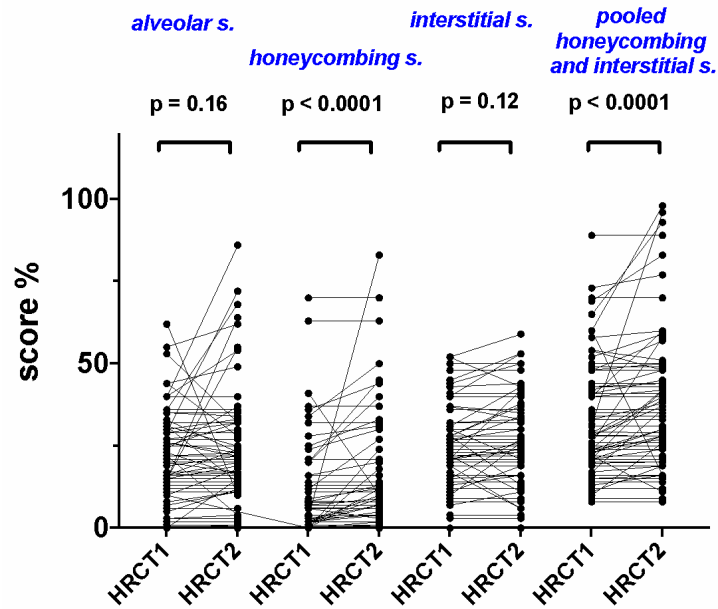 alveolar s.
honeycombing s.
interstitial s.
pooled
honeycombing
and interstitial s.
p = 0.16
p < 0.0001
p = 0.12
p < 0.0001
score %
100
50
0
HRCT1
HRCT2
HRCT1
HRCT2
HRCT1
HRCT2
HRCT1
HRCT2